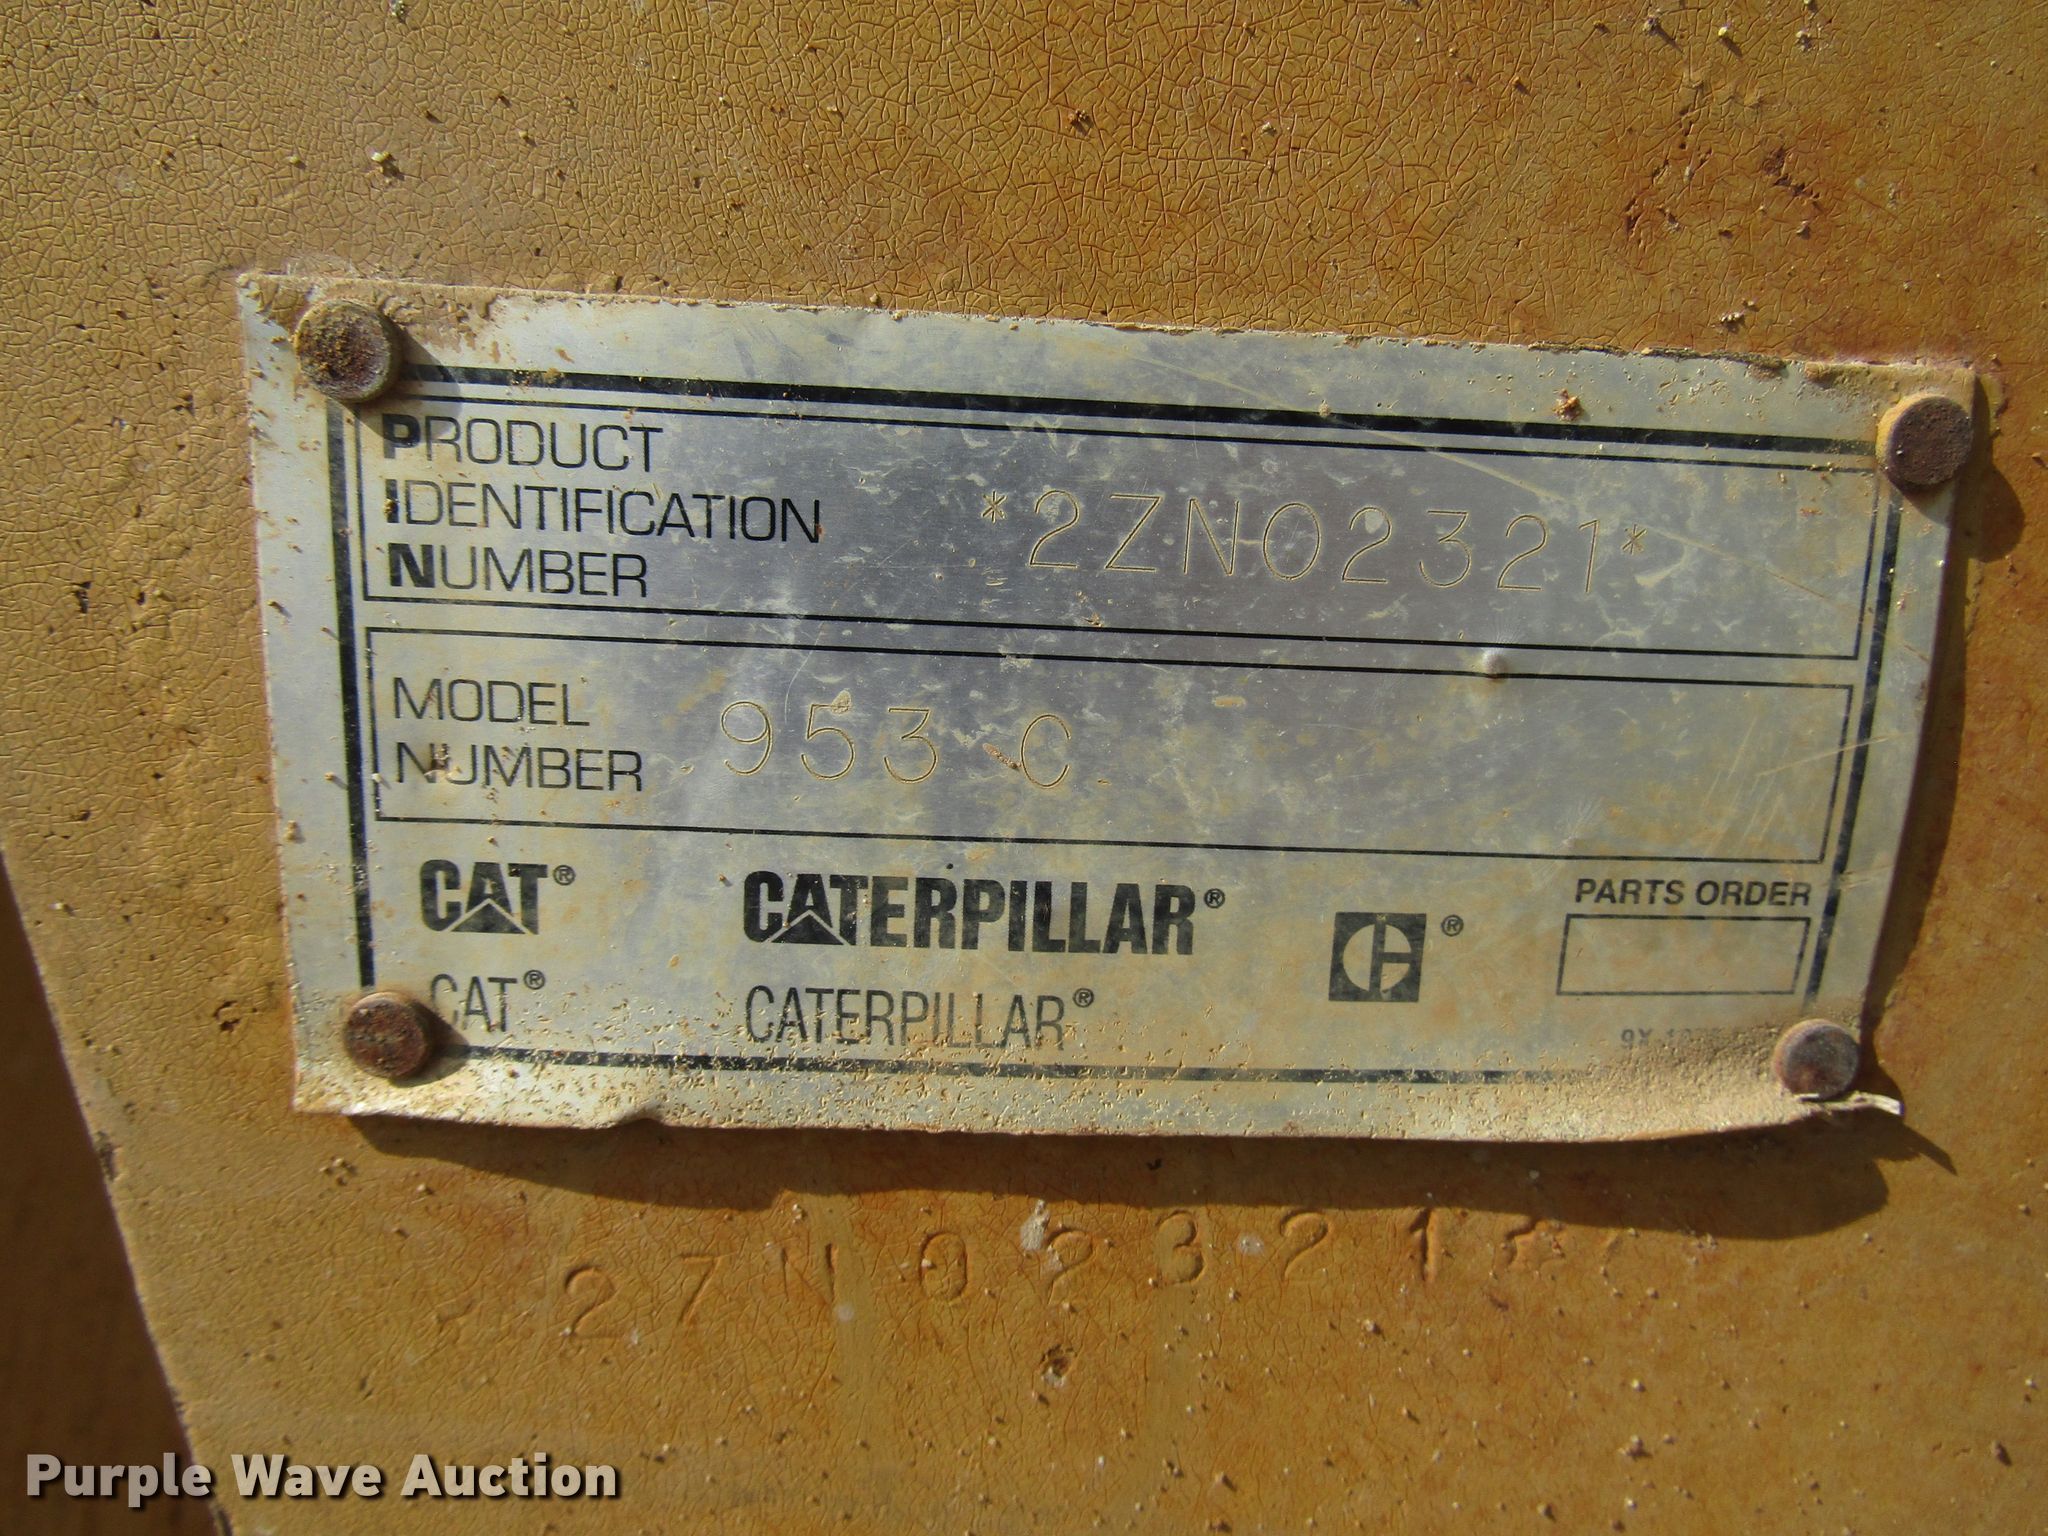 PRODUCT
IDENTIFICATION
NUMBER
*2ZN02321*
MODEL
NUMBER
953 C
CAT®
CATERPILLAR®
®
PARTS ORDER
CAT®
CATERPILLAR®
2ZN02321
Purple Wave Auction